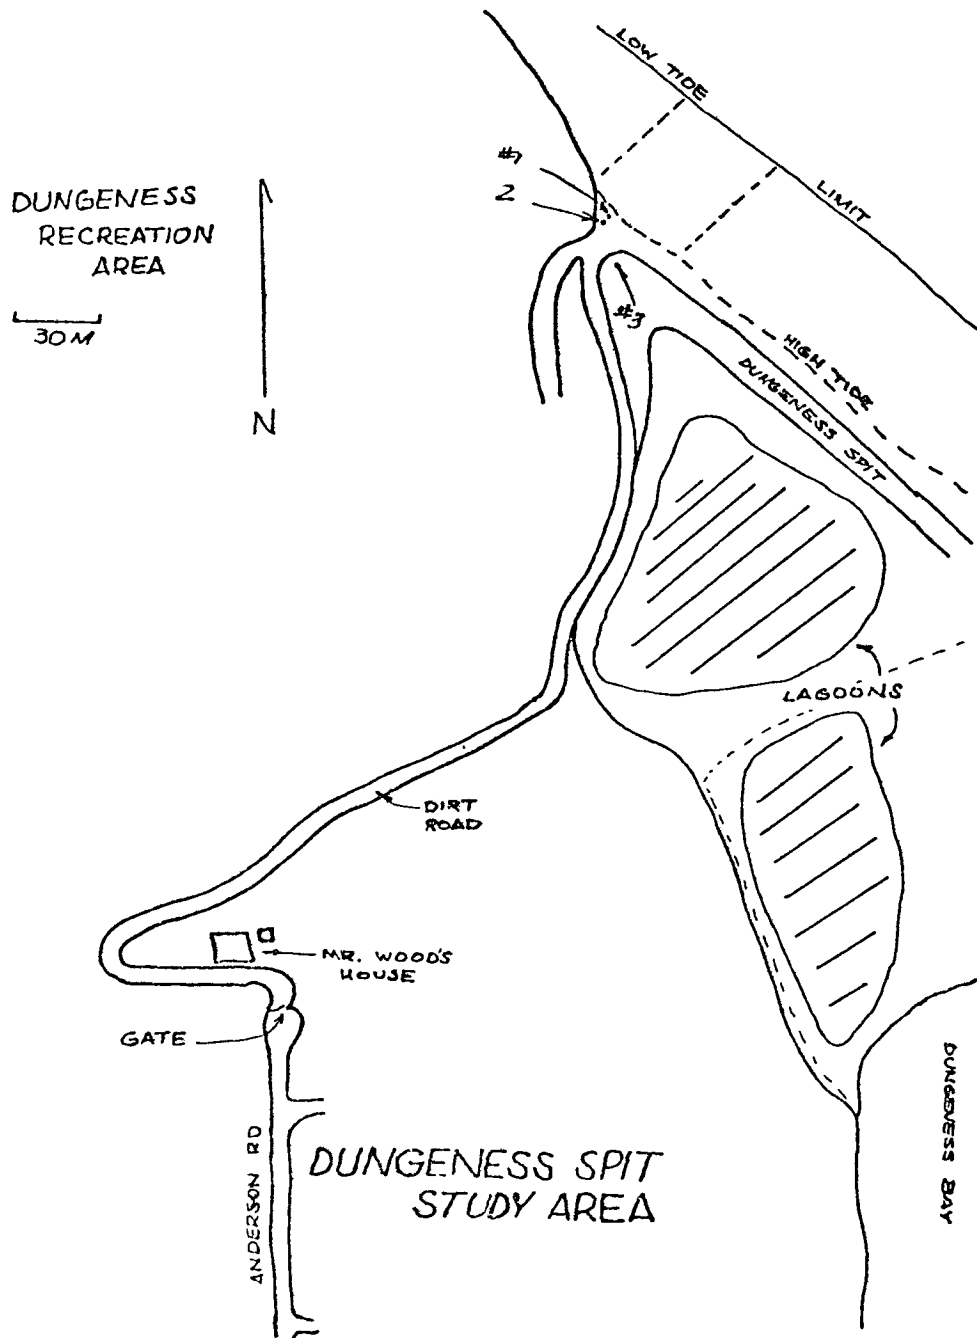 LOW TIDE
LIMIT
#1
2
DUNGENESS
RECREATION
AREA
30 M
N
#3
HIGH TIDE
DUNGENESS SPIT
LAGOONS
DIRT
ROAD
MR. WOOD'S
HOUSE
GATE
ANDERSON RD
DUNGENESS BAY
DUNGENESS SPIT
STUDY AREA